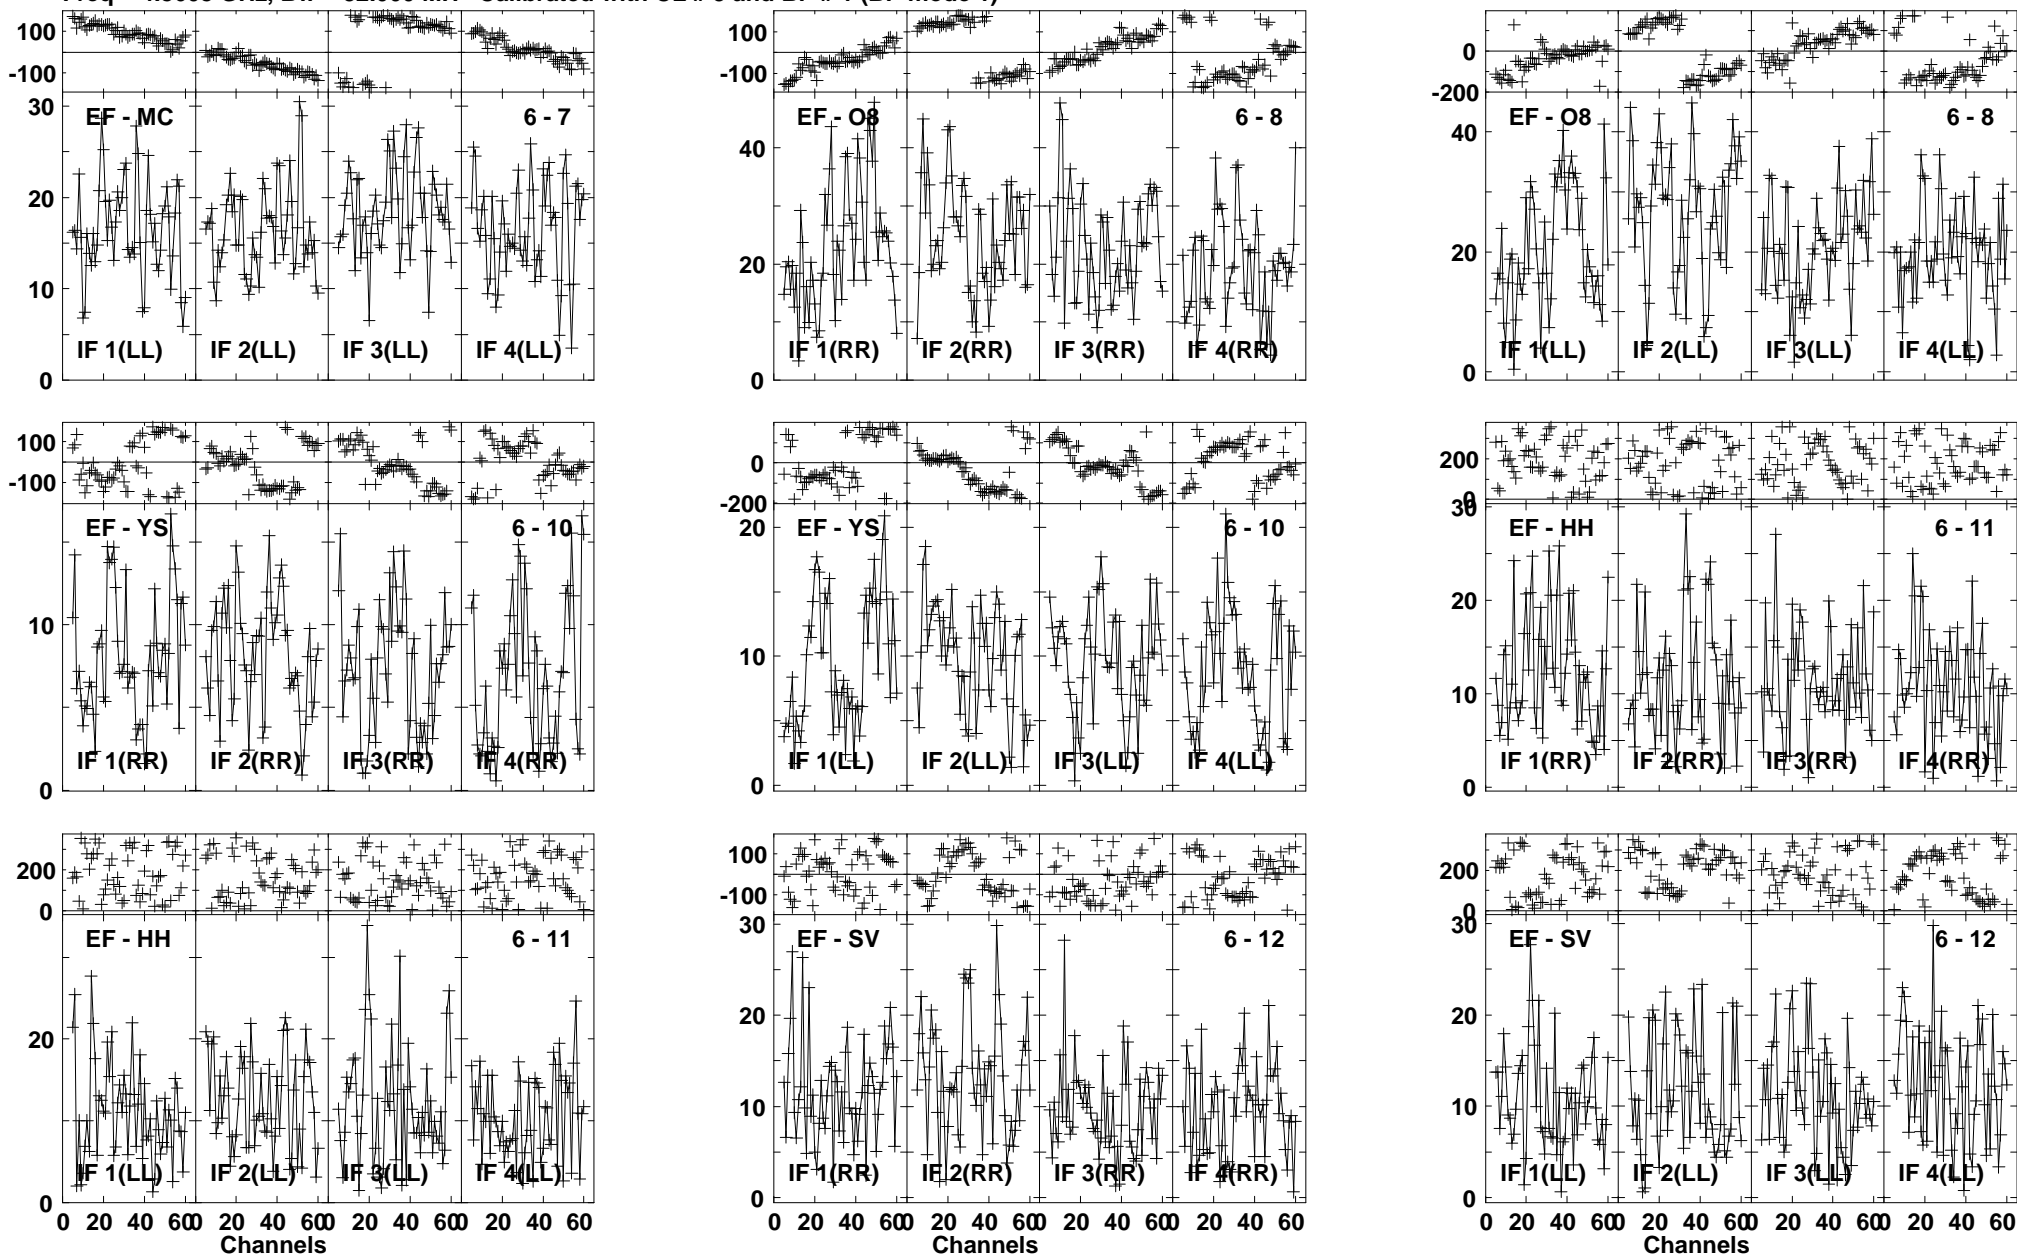 100
-100
30
20
10
0
EF - MC
6 - 7
IF 1(LL)
IF 2(LL)
IF 3(LL)
IF 4(LL)
100
-100
40
20
0
EF - O8
6 - 8
IF 1(RR)
IF 2(RR)
IF 3(RR)
IF 4(RR)
0
-200
40
20
0
EF - O8
6 - 8
IF 1(LL)
IF 2(LL)
IF 3(LL)
IF 4(LL)
100
-100
10
0
EF - YS
6 - 10
IF 1(RR)
IF 2(RR)
IF 3(RR)
IF 4(RR)
0
-200
20
10
0
EF - YS
6 - 10
IF 1(LL)
IF 2(LL)
IF 3(LL)
IF 4(LL)
200
0
30
20
10
0
EF - HH
6 - 11
IF 1(RR)
IF 2(RR)
IF 3(RR)
IF 4(RR)
200
0
20
0
EF - HH
6 - 11
IF 1(LL)
IF 2(LL)
IF 3(LL)
IF 4(LL)
0 20 40 60 0 20 40 60 0 20 40 60 0 20 40 60
Channels
100
-100
30
20
10
0
EF - SV
6 - 12
IF 1(RR)
IF 2(RR)
IF 3(RR)
IF 4(RR)
0 20 40 60 0 20 40 60 0 20 40 60 0 20 40 60
Channels
200
0
30
20
10
0
EF - SV
6 - 12
IF 1(LL)
IF 2(LL)
IF 3(LL)
IF 4(LL)
0 20 40 60 0 20 40 60 0 20 40 60 0 20 40 60
Channels